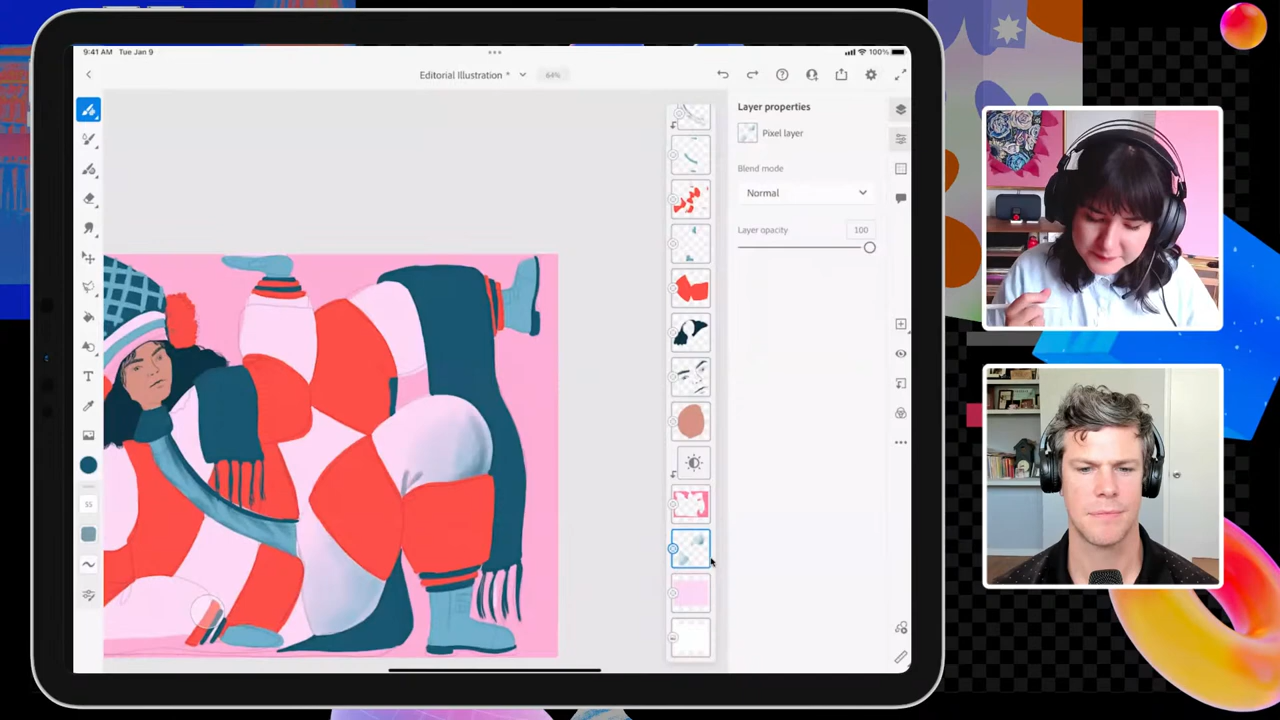 9:41 AM Tue Jan 9
100%
Editorial Illustration *
64%
Layer properties
Pixel layer
Blend mode
Normal
Layer opacity
100
T
55